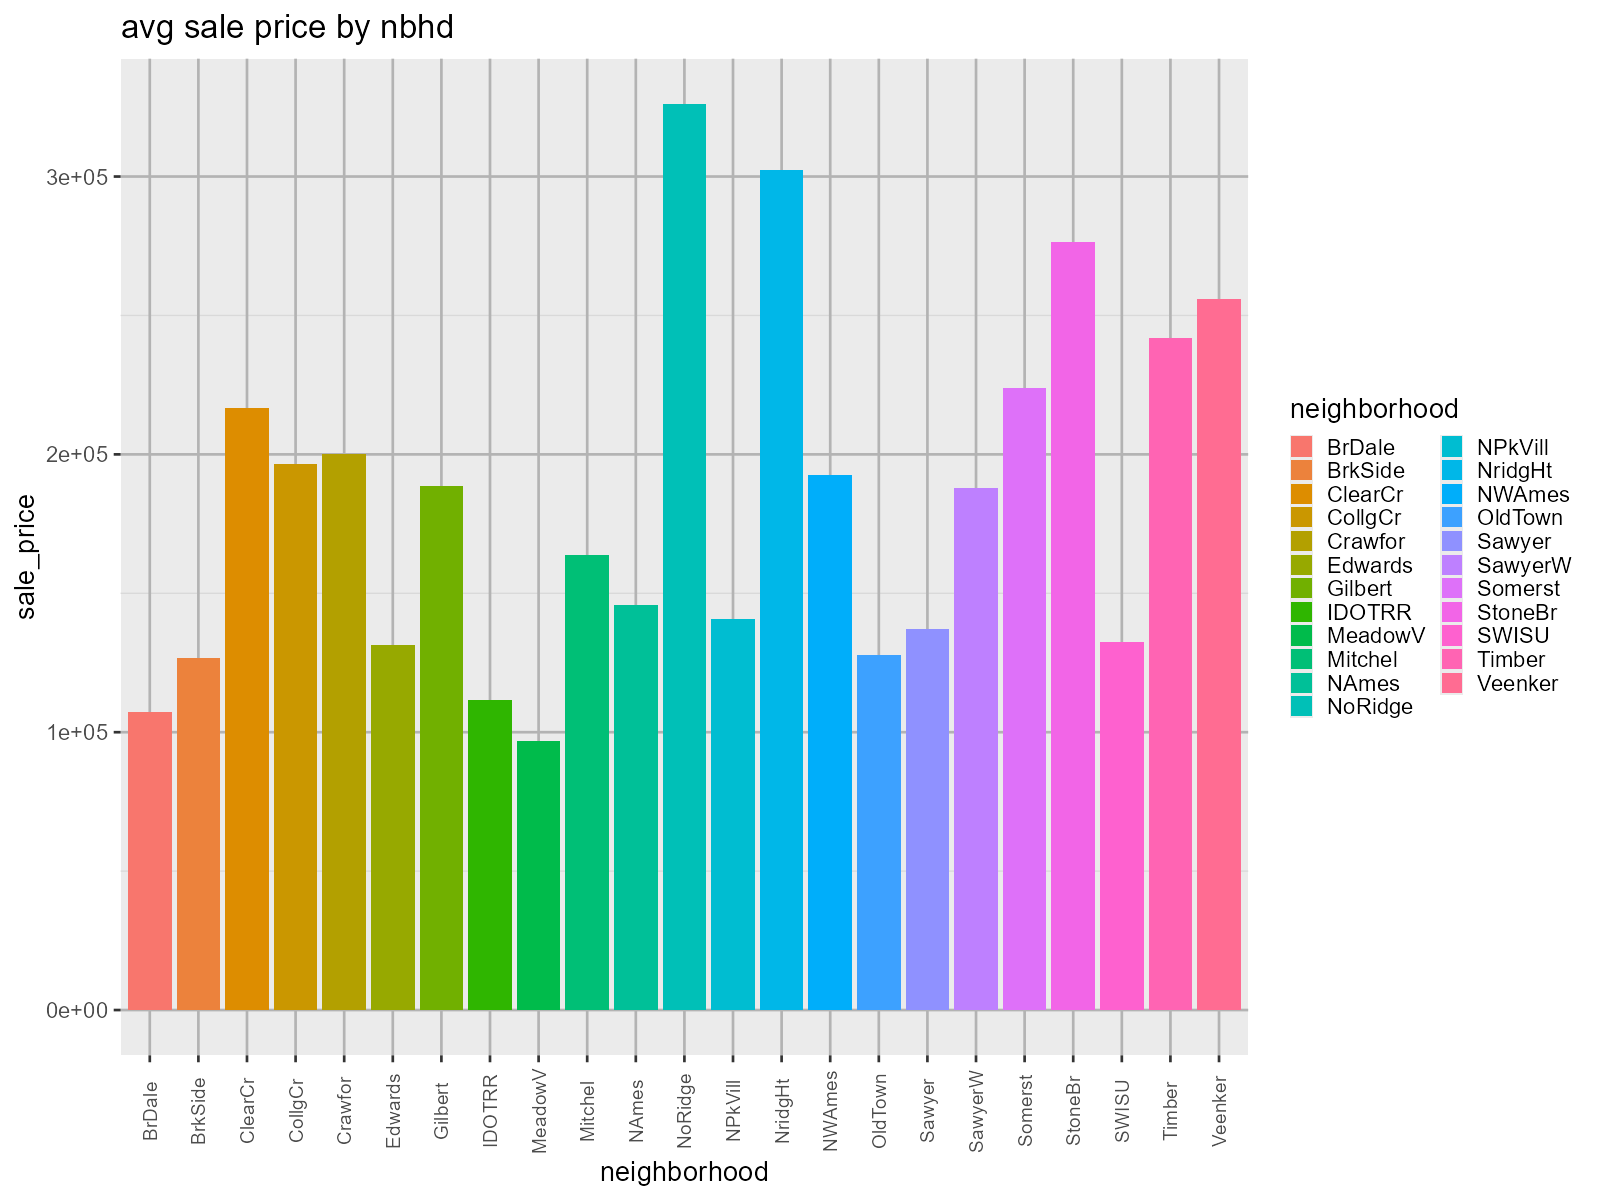 avg sale price by nbhd
sale_price
3e+05
2e+05
1e+05
0e+00
BrDale
BrkSide
ClearCr
CollgCr
Crawfor
Edwards
Gilbert
IDOTRR
MeadowV
Mitchel
NAmes
NoRidge
NPkVill
NridgHt
NWAmes
OldTown
Sawyer
SawyerW
Somerst
StoneBr
SWISU
Timber
Veenker
neighborhood
neighborhood
BrDale
BrkSide
ClearCr
CollgCr
Crawfor
Edwards
Gilbert
IDOTRR
MeadowV
Mitchel
NAmes
NoRidge
NPkVill
NridgHt
NWAmes
OldTown
Sawyer
SawyerW
Somerst
StoneBr
SWISU
Timber
Veenker